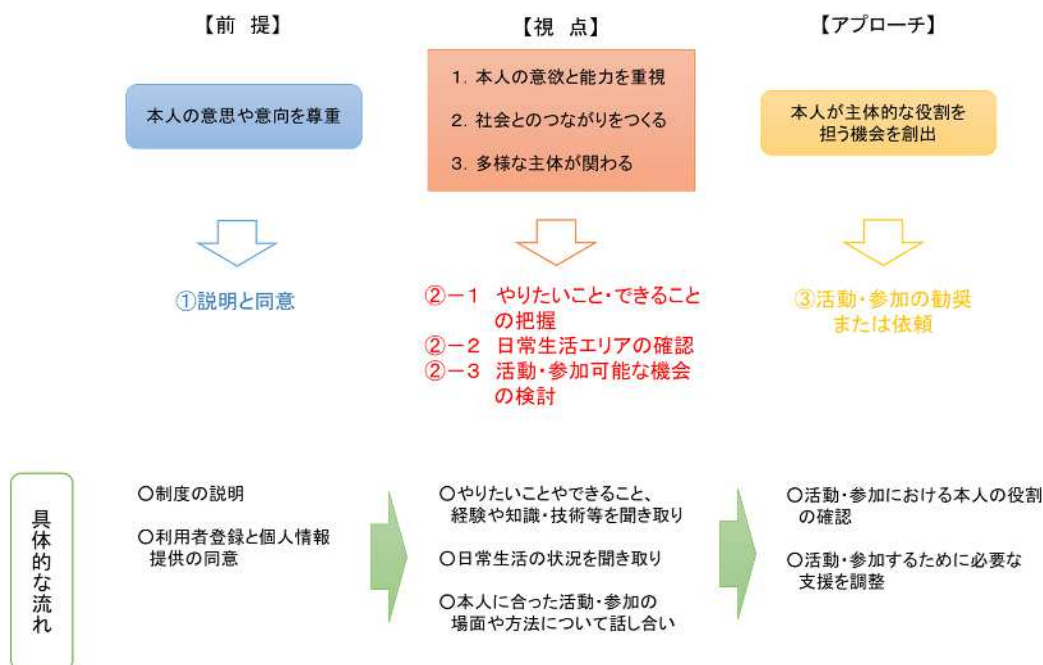 【前 提】
【視 点】
【アプローチ】
本人の意思や意向を尊重
1. 本人の意欲と能力を重視
2. 社会とのつながりをつくる
3. 多様な主体が関わる
本人が主体的な役割を
担う機会を創出
①説明と同意
②-1 やりたいこと・できること
の把握
②-2 日常生活エリアの確認
②-3 活動・参加可能な機会
の検討
③活動・参加の勧奨
または依頼
具体的な流れ
○制度の説明
○利用者登録と個人情報
提供の同意
○やりたいことやできること、
経験や知識・技術等を聞き取り
○日常生活の状況を聞き取り
○本人に合った活動・参加の
場面や方法について話し合い
○活動・参加における本人の役割
の確認
○活動・参加するために必要な
支援を調整